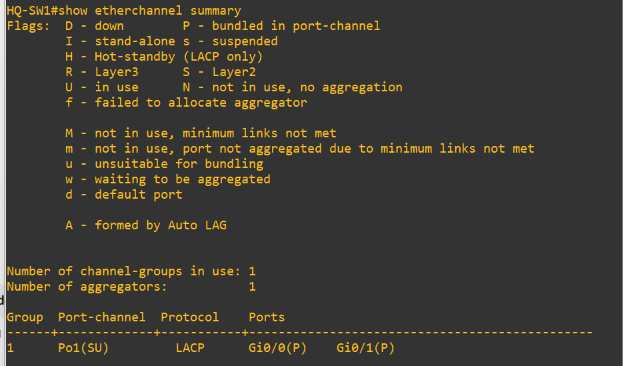 HQ-SW1#show etherchannel summary
Flags:  D - down        P - bundled in port-channel
        I - stand-alone s - suspended
        H - Hot-standby (LACP only)
        R - Layer3      S - Layer2
        U - in use      N - not in use, no aggregation
        f - failed to allocate aggregator

        M - not in use, minimum links not met
        m - not in use, port not aggregated due to minimum links not met
        u - unsuitable for bundling
        w - waiting to be aggregated
        d - default port

        A - formed by Auto LAG


Number of channel-groups in use: 1
Number of aggregators:           1

Group  Port-channel  Protocol    Ports
------+-------------+-----------+-----------------------------------------------
1      Po1(SU)         LACP      Gi0/0(P)    Gi0/1(P)